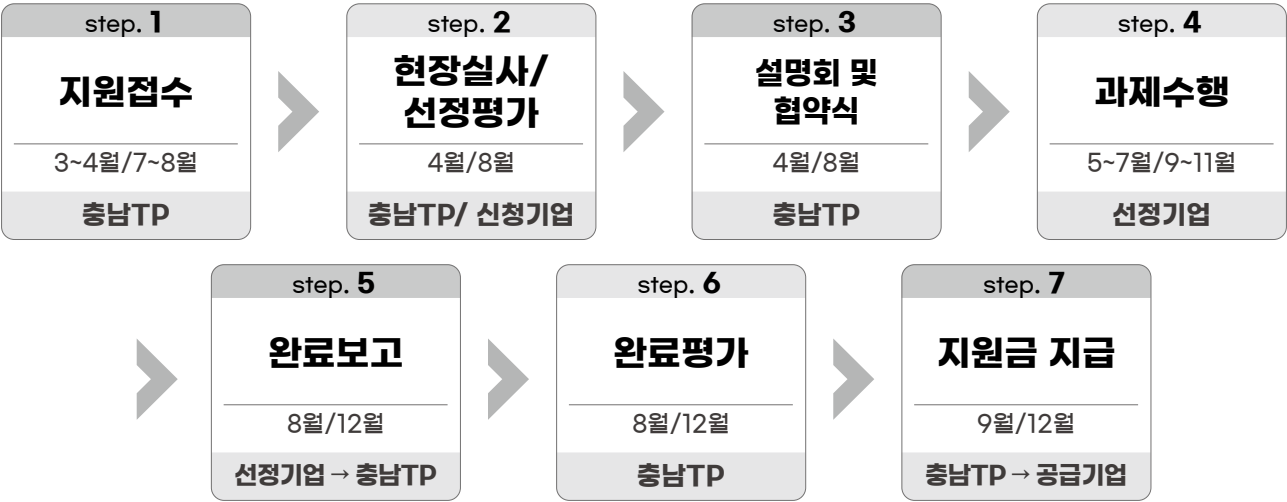 step. 1
지원접수
3~4월/7~8월
충남TP
step. 2
현장실사/
선정평가
4월/8월
충남TP/ 신청기업
step. 3
설명회 및
협약식
4월/8월
충남TP
step. 4
과제수행
5~7월/9~11월
선정기업
step. 5
완료보고
8월/12월
선정기업 → 충남TP
step. 6
완료평가
8월/12월
충남TP
step. 7
지원금 지급
9월/12월
충남TP → 공급기업